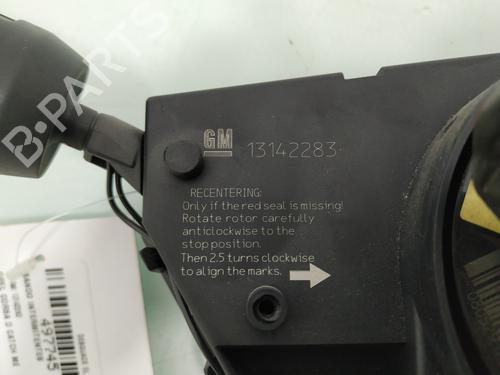 B-PARTS
GM 13142283
RECENTERING:
Only if the red seal is missing!
Rotate rotor carefully
anticlockwise to the
stop position.
Then 2.5 turns clockwise
to align the marks.
497745